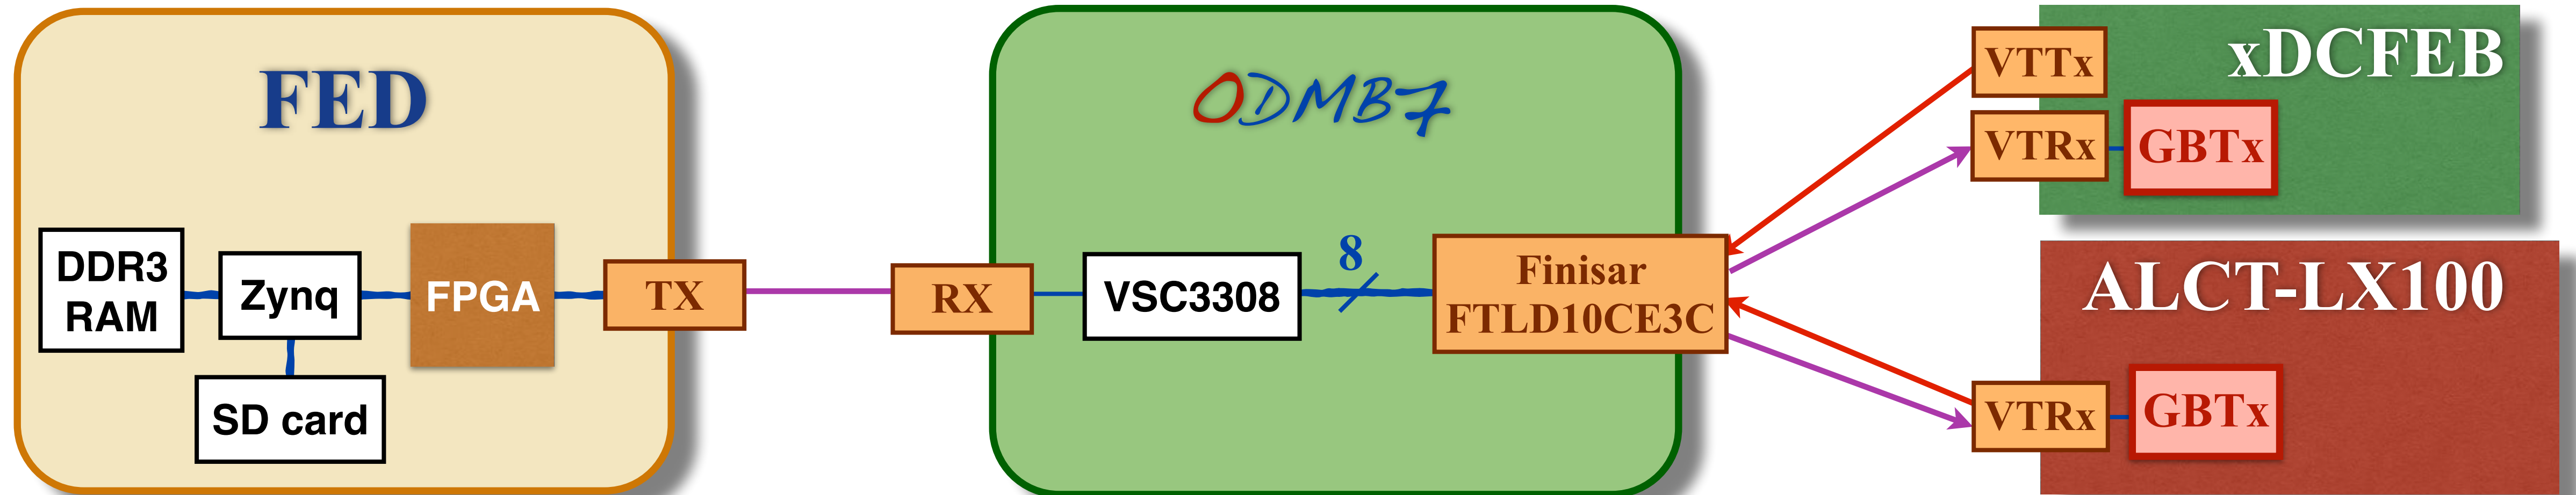 FED
DDR3
RAM
Zynq
FPGA
TX
SD card
ODMB7
RX
VSC3308
8
Finisar
FTLD10CE3C
VTTx
xDCFEB
VTRx
GBTx
ALCT-LX100
VTRx
GBTx